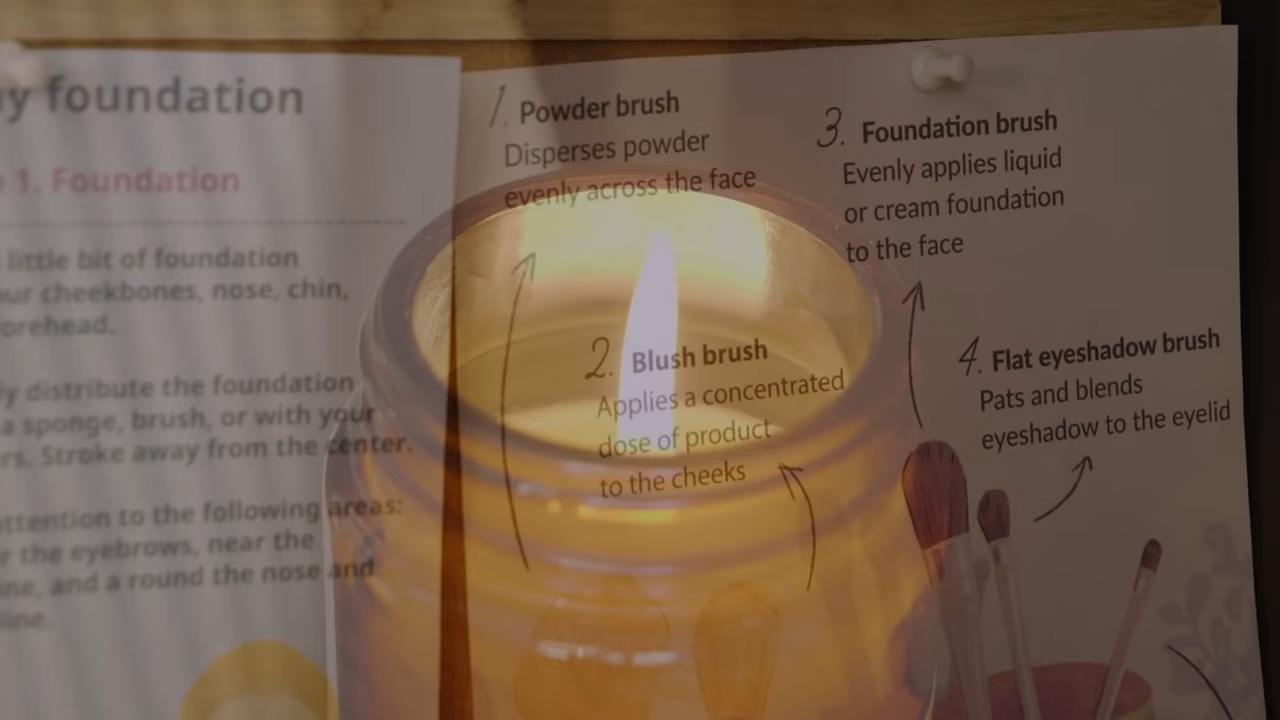 y foundation
1. Foundation
little bit of foundation
ur cheekbones, nose, chin,
orehead.
y distribute the foundation
a sponge, brush, or with your
rs. Stroke away from the center.
ttention to the following areas:
r the eyebrows, near the
ine, and a round the nose and
line.
1. Powder brush
Disperses powder
evenly across the face
2. Blush brush
Applies a concentrated
dose of product
to the cheeks
3. Foundation brush
Evenly applies liquid
or cream foundation
to the face
4. Flat eyeshadow brush
Pats and blends
eyeshadow to the eyelid